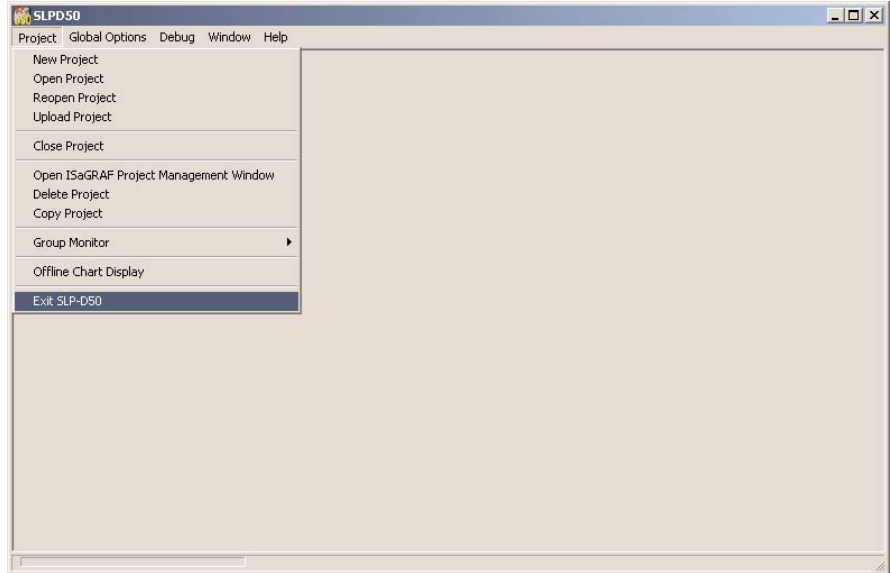 SLPD50
Project Global Options Debug Window Help
New Project
Open Project
Reopen Project
Upload Project
Close Project
Open ISaGRAF Project Management Window
Delete Project
Copy Project
Group Monitor
Offline Chart Display
Exit SLP-D50